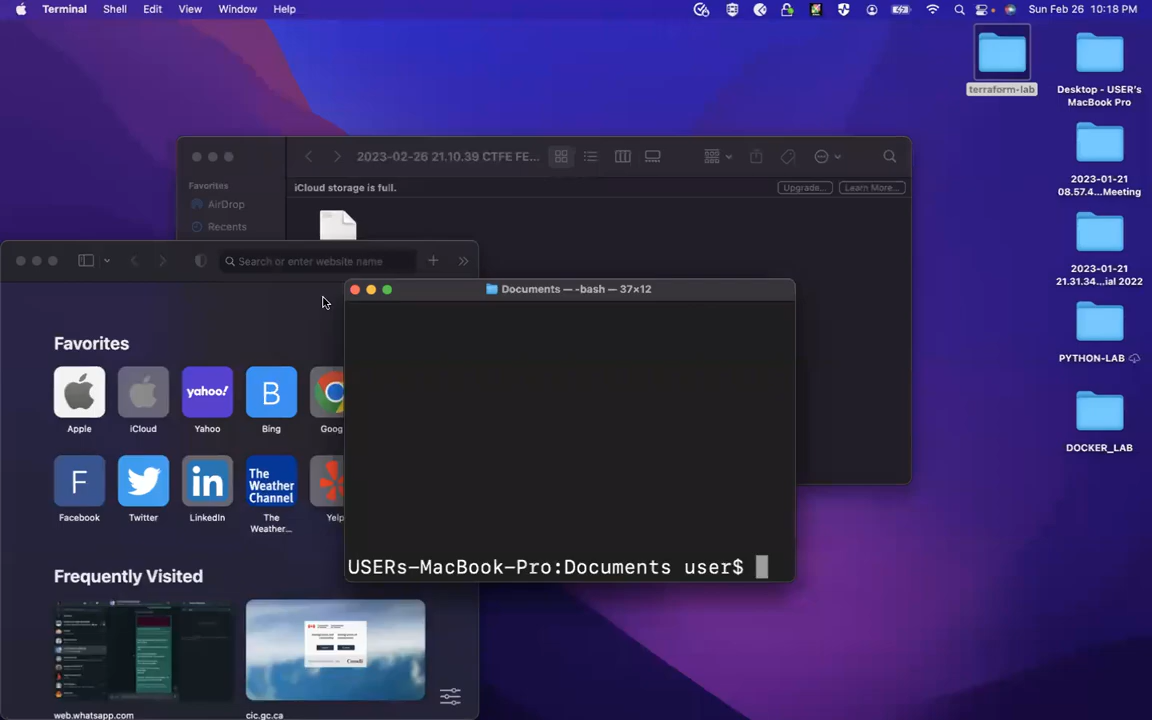 Terminal Shell Edit View Window Help
Sun Feb 26 10:18 PM
terraform-lab
Desktop - USER's
MacBook Pro
2023-01-21
08.57.4...Meeting
2023-01-21
21.31.34...ial 2022
PYTHON-LAB
DOCKER_LAB
2023-02-26 21.10.39 CTFE FE...
Favorites
AirDrop
Recents
iCloud storage is full.
Upgrade...
Learn More...
Search or enter website name
Favorites
Apple
iCloud
yahoo!
Yahoo
B
Bing
Goog
F
Facebook
Twitter
in
LinkedIn
The
Weather
Channel
The
Weather...
Yelp
Frequently Visited
web.whatsapp.com
cic.gc.ca
Documents — -bash — 37×12
USERs-MacBook-Pro:Documents user$